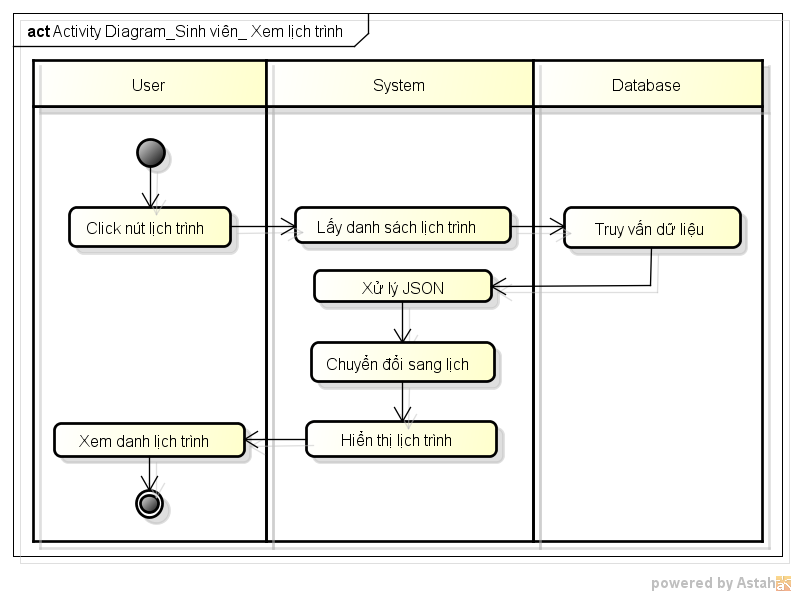 act Activity Diagram_Sinh viên_ Xem lịch trình
User
System
Database
Click nút lịch trình
Lấy danh sách lịch trình
Truy vấn dữ liệu
Xử lý JSON
Chuyển đổi sang lịch
Xem danh lịch trình
Hiển thị lịch trình
powered by Astah